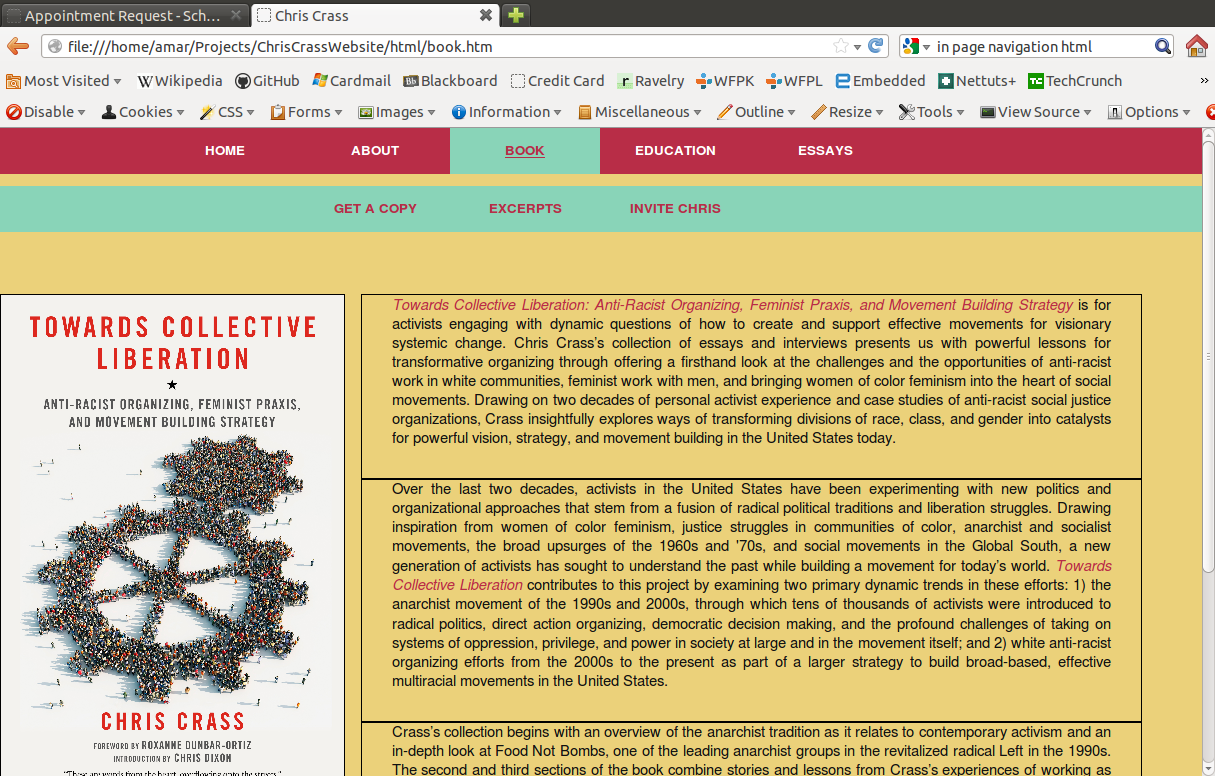 Appointment Request - Sch...
Chris Crass
file:///home/amar/Projects/ChrisCrassWebsite/html/book.htm
in page navigation html
Most Visited
Wikipedia
GitHub
Cardmail
Bb Blackboard
Credit Card
r Ravelry
WFPK
WFPL
Embedded
Nettuts+
TC TechCrunch
»
Disable
Cookies
CSS
Forms
Images
Information
Miscellaneous
Outline
Resize
Tools
View Source
Options
HOME
ABOUT
BOOK
EDUCATION
ESSAYS
GET A COPY
EXCERPTS
INVITE CHRIS
TOWARDS COLLECTIVE
LIBERATION
ANTI-RACIST ORGANIZING, FEMINIST PRAXIS,
AND MOVEMENT BUILDING STRATEGY
CHRIS CRASS
FOREWORD BY ROXANNE DUNBAR-ORTIZ
INTRODUCTION BY CHRIS DIXON
"These are words from the heart, overflowing onto the streets."
Towards Collective Liberation: Anti-Racist Organizing, Feminist Praxis, and Movement Building Strategy is for
activists engaging with dynamic questions of how to create and support effective movements for visionary
systemic change. Chris Crass's collection of essays and interviews presents us with powerful lessons for
transformative organizing through offering a firsthand look at the challenges and the opportunities of anti-racist
work in white communities, feminist work with men, and bringing women of color feminism into the heart of social
movements. Drawing on two decades of personal activist experience and case studies of anti-racist social justice
organizations, Crass insightfully explores ways of transforming divisions of race, class, and gender into catalysts
for powerful vision, strategy, and movement building in the United States today.
Over the last two decades, activists in the United States have been experimenting with new politics and
organizational approaches that stem from a fusion of radical political traditions and liberation struggles. Drawing
inspiration from women of color feminism, justice struggles in communities of color, anarchist and socialist
movements, the broad upsurges of the 1960s and '70s, and social movements in the Global South, a new
generation of activists has sought to understand the past while building a movement for today's world. Towards
Collective Liberation contributes to this project by examining two primary dynamic trends in these efforts: 1) the
anarchist movement of the 1990s and 2000s, through which tens of thousands of activists were introduced to
radical politics, direct action organizing, democratic decision making, and the profound challenges of taking on
systems of oppression, privilege, and power in society at large and in the movement itself; and 2) white anti-racist
organizing efforts from the 2000s to the present as part of a larger strategy to build broad-based, effective
multiracial movements in the United States.
Crass's collection begins with an overview of the anarchist tradition as it relates to contemporary activism and an
in-depth look at Food Not Bombs, one of the leading anarchist groups in the revitalized radical Left in the 1990s.
The second and third sections of the book combine stories and lessons from Crass's experiences of working as